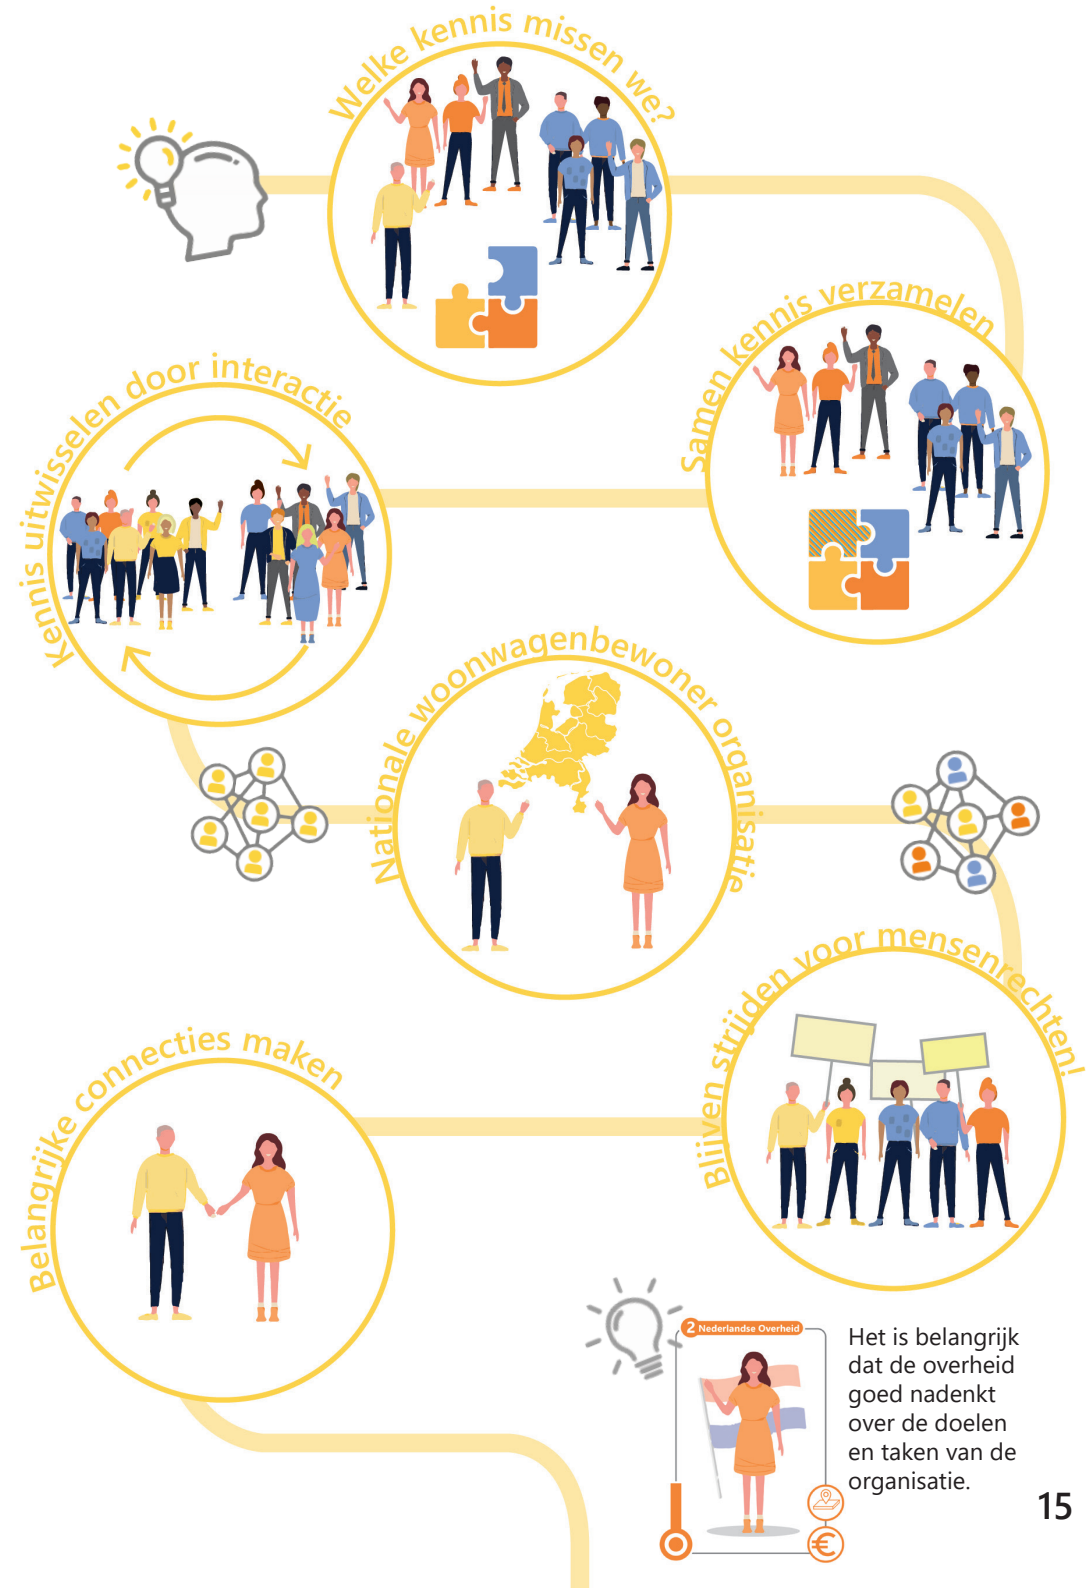 Welke kennis missen we?
Samen kennis verzamelen
Kennis uitwisselen door interactie
Nationale woonwagenbewoner organisatie
Blijven strijden voor mensenrechten!
Belangrijke connecties maken
2 Nederlandse Overheid
€
Het is belangrijk
dat de overheid
goed nadenkt
over de doelen
en taken van de
organisatie.
15